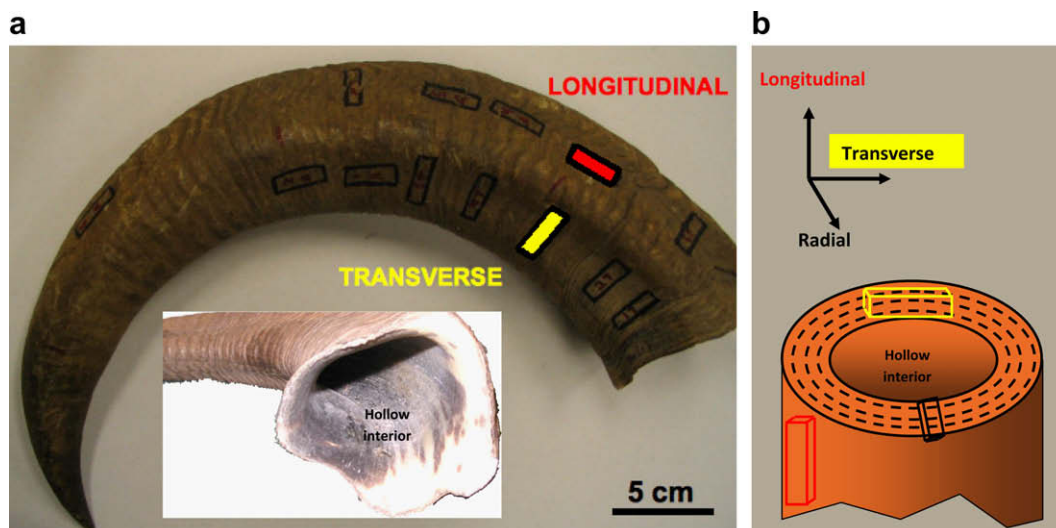 a
LONGITUDINAL
TRANSVERSE
Hollow
interior
5 cm
b
Longitudinal
Transverse
Radial
Hollow
interior